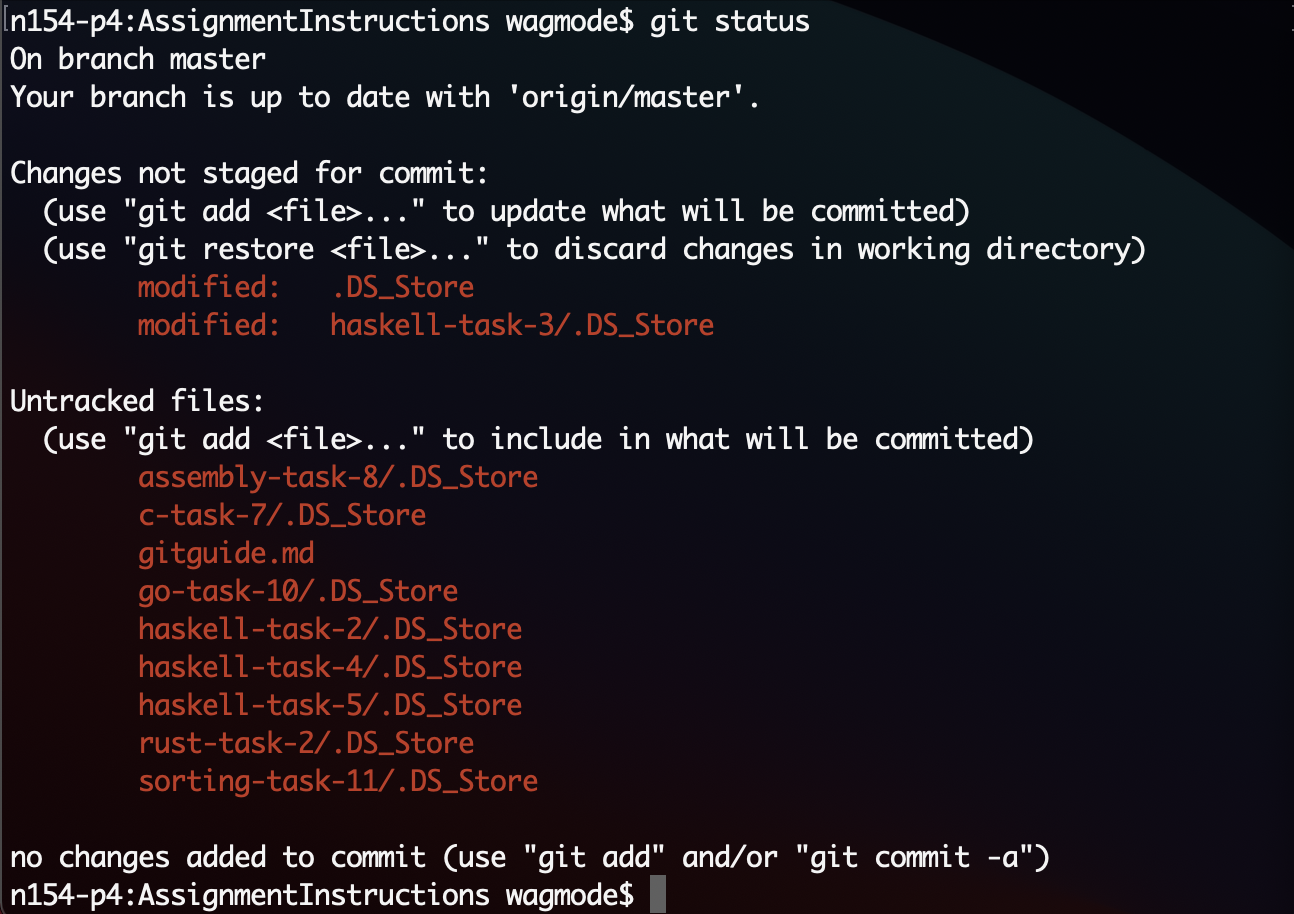 n154-p4:AssignmentInstructions wagmode$ git status
On branch master
Your branch is up to date with 'origin/master'.
Changes not staged for commit:
  (use "git add <file>..." to update what will be committed)
  (use "git restore <file>..." to discard changes in working directory)
        modified:   .DS_Store
        modified:   haskell-task-3/.DS_Store
Untracked files:
  (use "git add <file>..." to include in what will be committed)
        assembly-task-8/.DS_Store
        c-task-7/.DS_Store
        gitguide.md
        go-task-10/.DS_Store
        haskell-task-2/.DS_Store
        haskell-task-4/.DS_Store
        haskell-task-5/.DS_Store
        rust-task-2/.DS_Store
        sorting-task-11/.DS_Store
no changes added to commit (use "git add" and/or "git commit -a")
n154-p4:AssignmentInstructions wagmode$